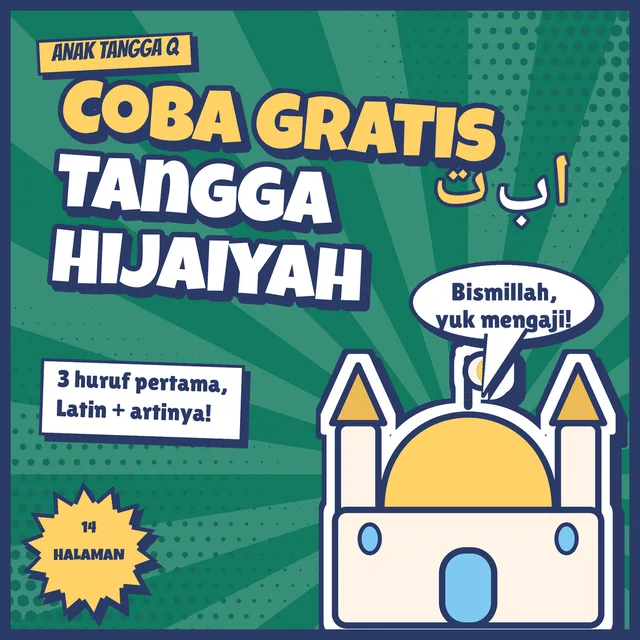 ANAK TANGGA Q
COBA GRATIS
TANGGA
HIJAIYAH
ا ب ت
Bismillah,
yuk mengaji!
3 huruf pertama,
Latin + artinya!
14
HALAMAN